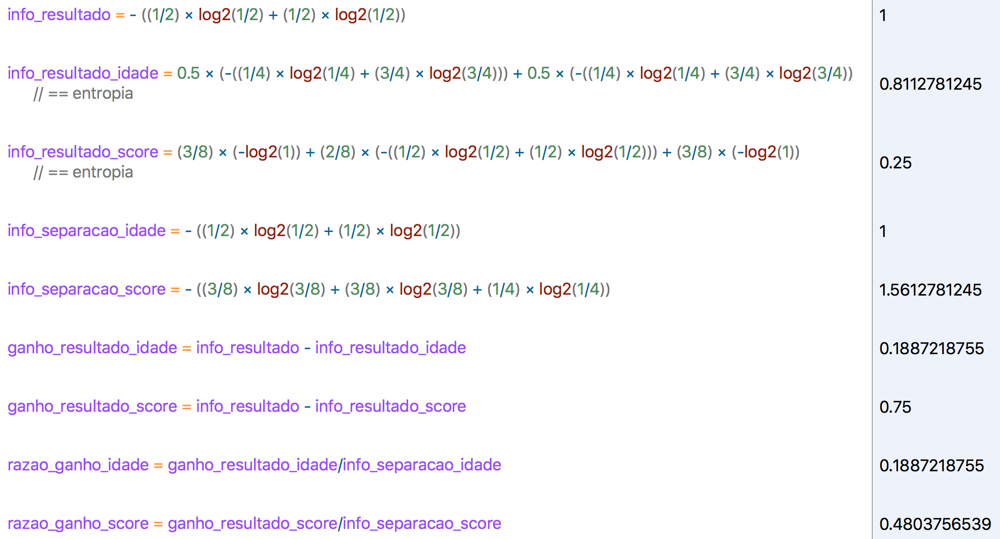 info_resultado = - ((1/2) × log2(1/2) + (1/2) × log2(1/2)) 1
info_resultado_idade = 0.5 × (-((1/4) × log2(1/4) + (3/4) × log2(3/4))) + 0.5 × (-((1/4) × log2(1/4) + (3/4) × log2(3/4))
// == entropia 0.8112781245
info_resultado_score = (3/8) × (-log2(1)) + (2/8) × (-((1/2) × log2(1/2) + (1/2) × log2(1/2))) + (3/8) × (-log2(1))
// == entropia 0.25
info_separacao_idade = - ((1/2) × log2(1/2) + (1/2) × log2(1/2)) 1
info_separacao_score = - ((3/8) × log2(3/8) + (3/8) × log2(3/8) + (1/4) × log2(1/4)) 1.5612781245
ganho_resultado_idade = info_resultado - info_resultado_idade 0.1887218755
ganho_resultado_score = info_resultado - info_resultado_score 0.75
razao_ganho_idade = ganho_resultado_idade/info_separacao_idade 0.1887218755
razao_ganho_score = ganho_resultado_score/info_separacao_score 0.4803756539